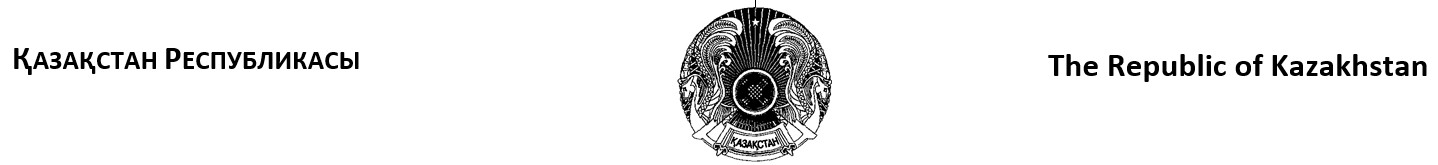 ҚАЗАҚСТАН РЕСПУБЛИКАСЫ
The Republic of Kazakhstan
ҚАЗАҚСТАН